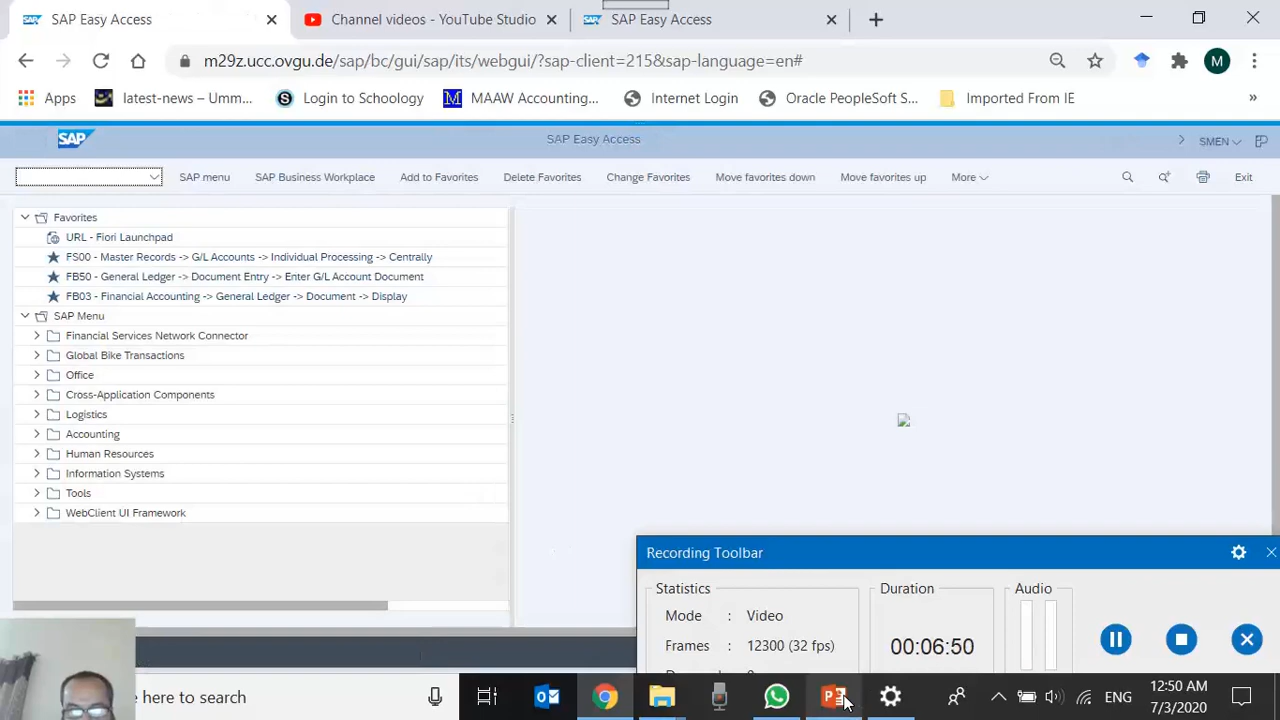 SAP Easy Access
Channel videos - YouTube Studio
SAP Easy Access
m29z.ucc.ovgu.de/sap/bc/gui/sap/its/webgui/?sap-client=215&sap-language=en#
M
Apps
latest-news – Umm...
S
Login to Schoology
M
MAAW Accounting...
Internet Login
Oracle PeopleSoft S...
Imported From IE
»
SAP
SAP Easy Access
SMEN
SAP menu
SAP Business Workplace
Add to Favorites
Delete Favorites
Change Favorites
Move favorites down
Move favorites up
More
Exit
Favorites
URL - Fiori Launchpad
FS00 - Master Records -> G/L Accounts -> Individual Processing -> Centrally
FB50 - General Ledger -> Document Entry -> Enter G/L Account Document
FB03 - Financial Accounting -> General Ledger -> Document -> Display
SAP Menu
Financial Services Network Connector
Global Bike Transactions
Office
Cross-Application Components
Logistics
Accounting
Human Resources
Information Systems
Tools
WebClient UI Framework
Recording Toolbar
Statistics
Duration
Audio
Mode : Video
Frames : 12300 (32 fps)
00:06:50
here to search
ENG
12:50 AM
7/3/2020